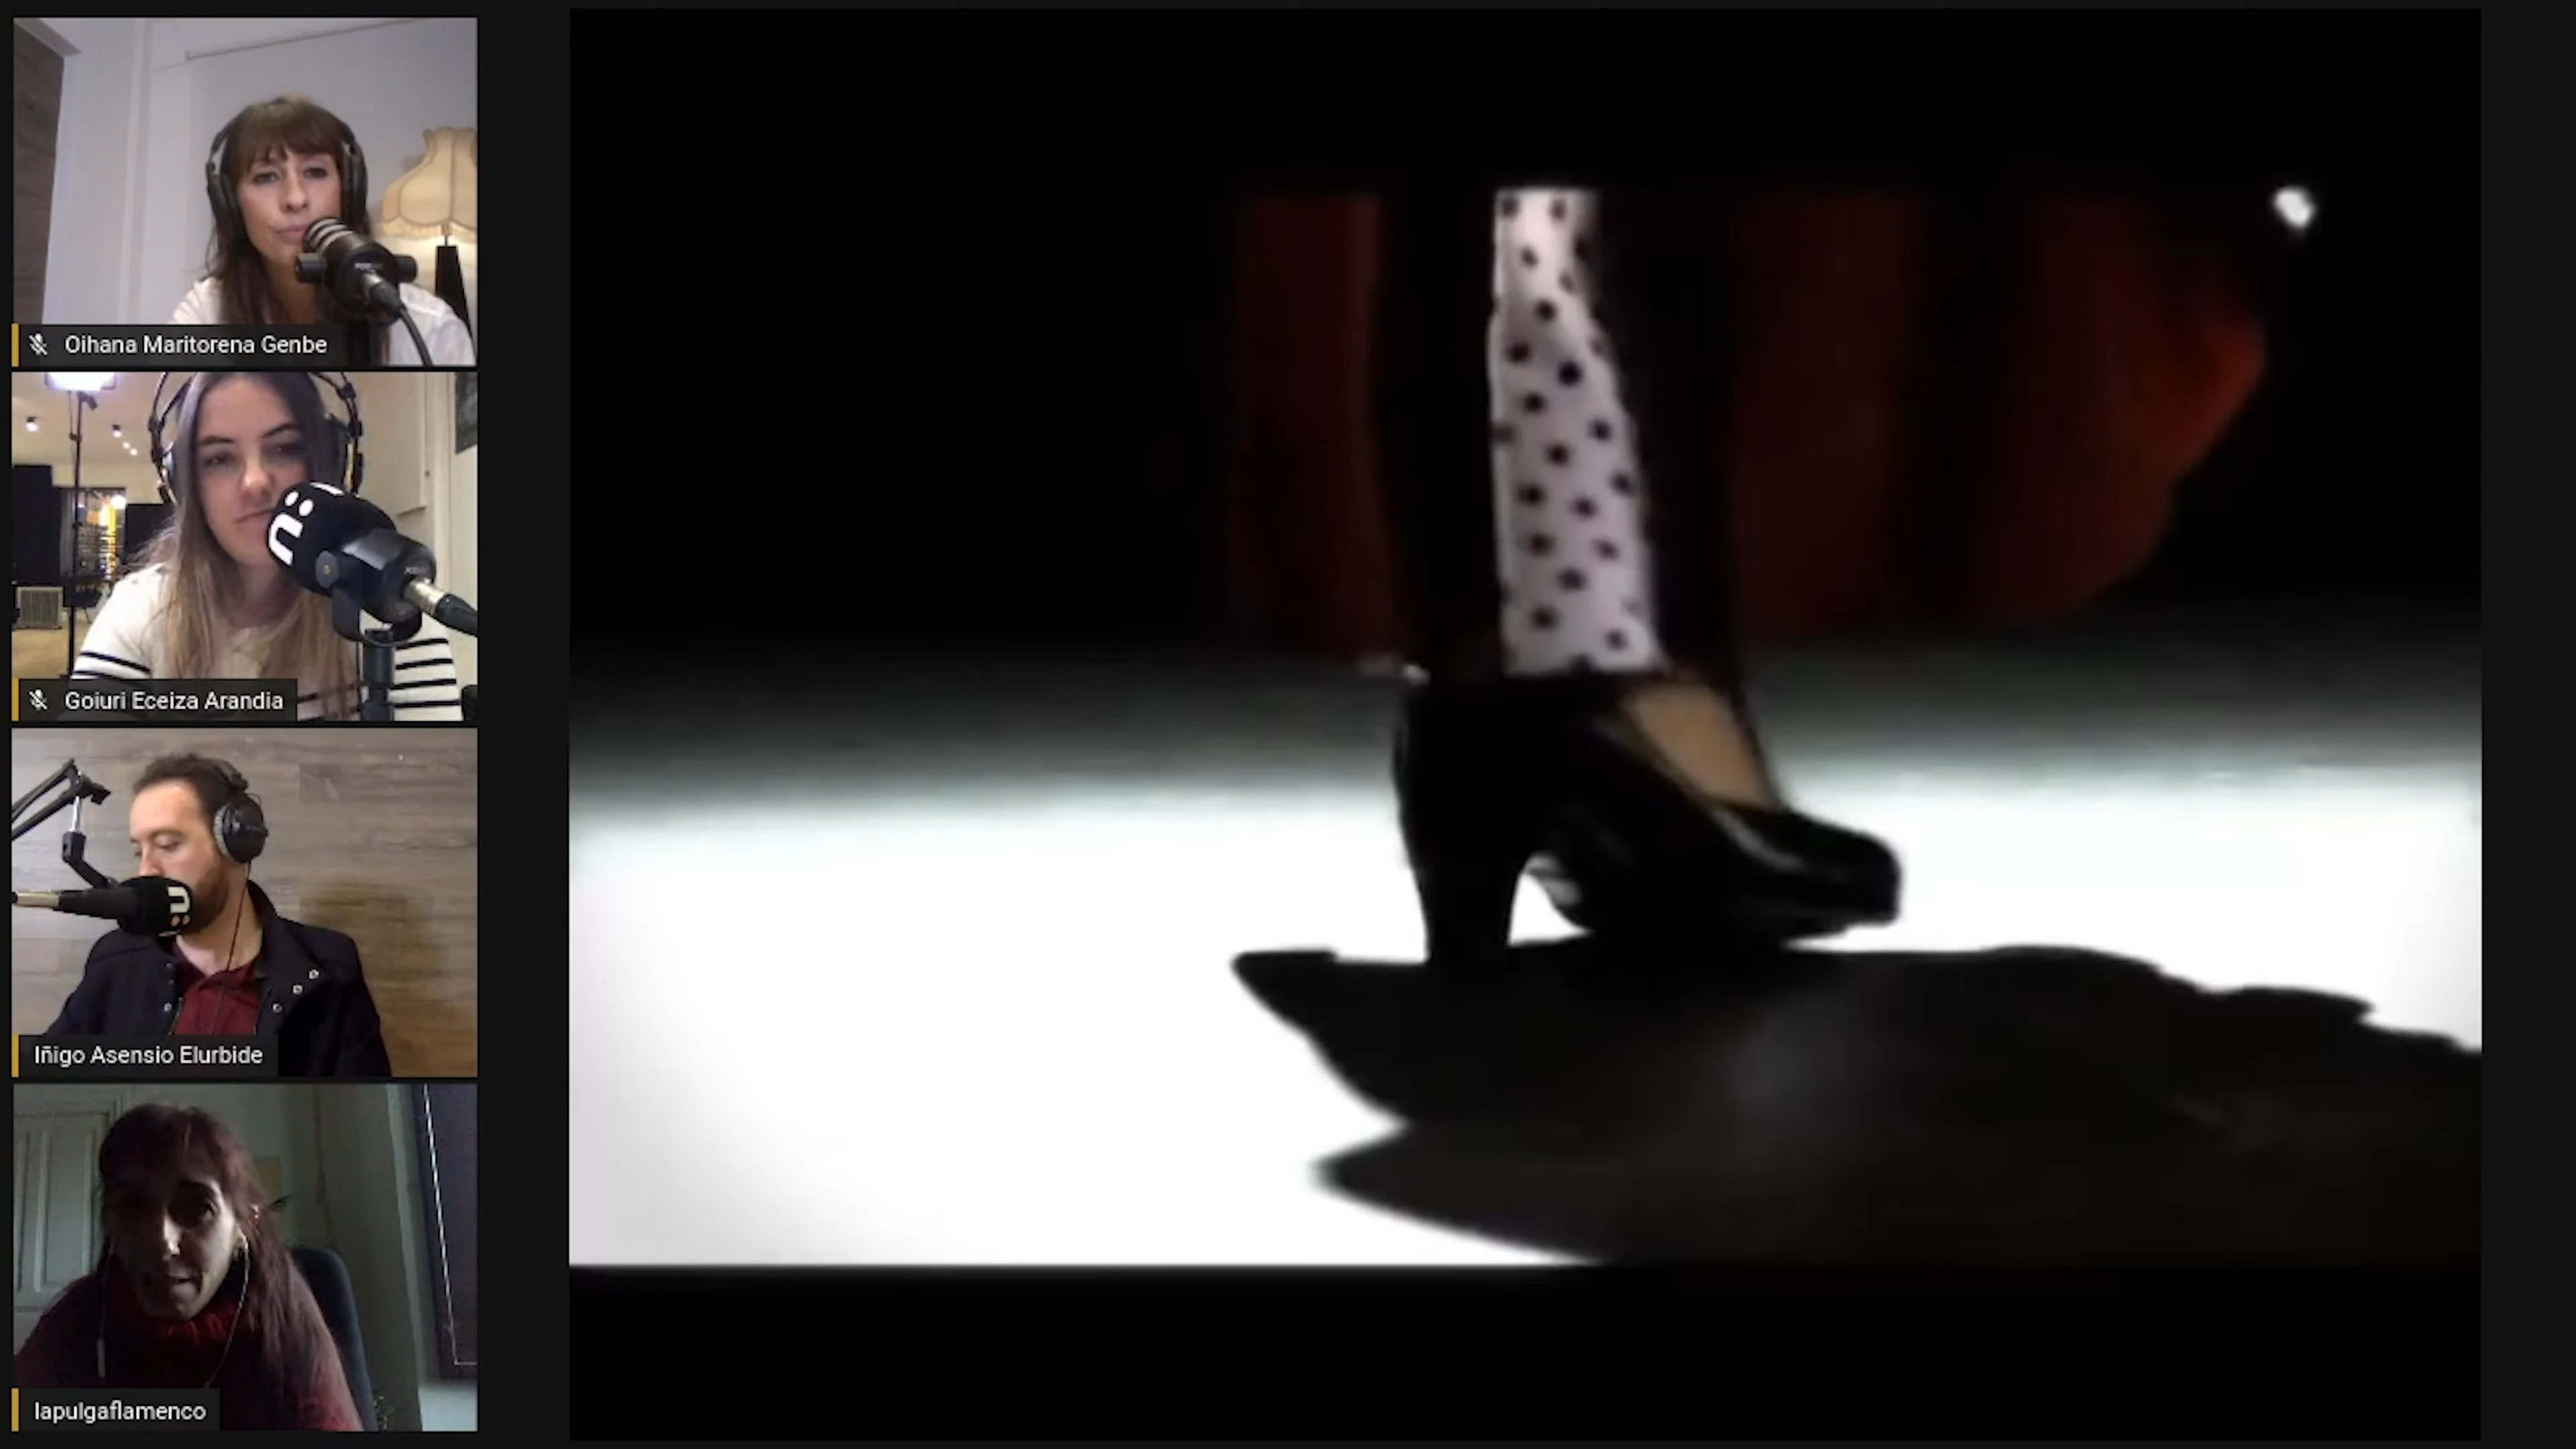 Oihana Maritorena Genbe
Goiuri Eceiza Arandia
Iñigo Asensio Elurbide
lapulgaflamenco